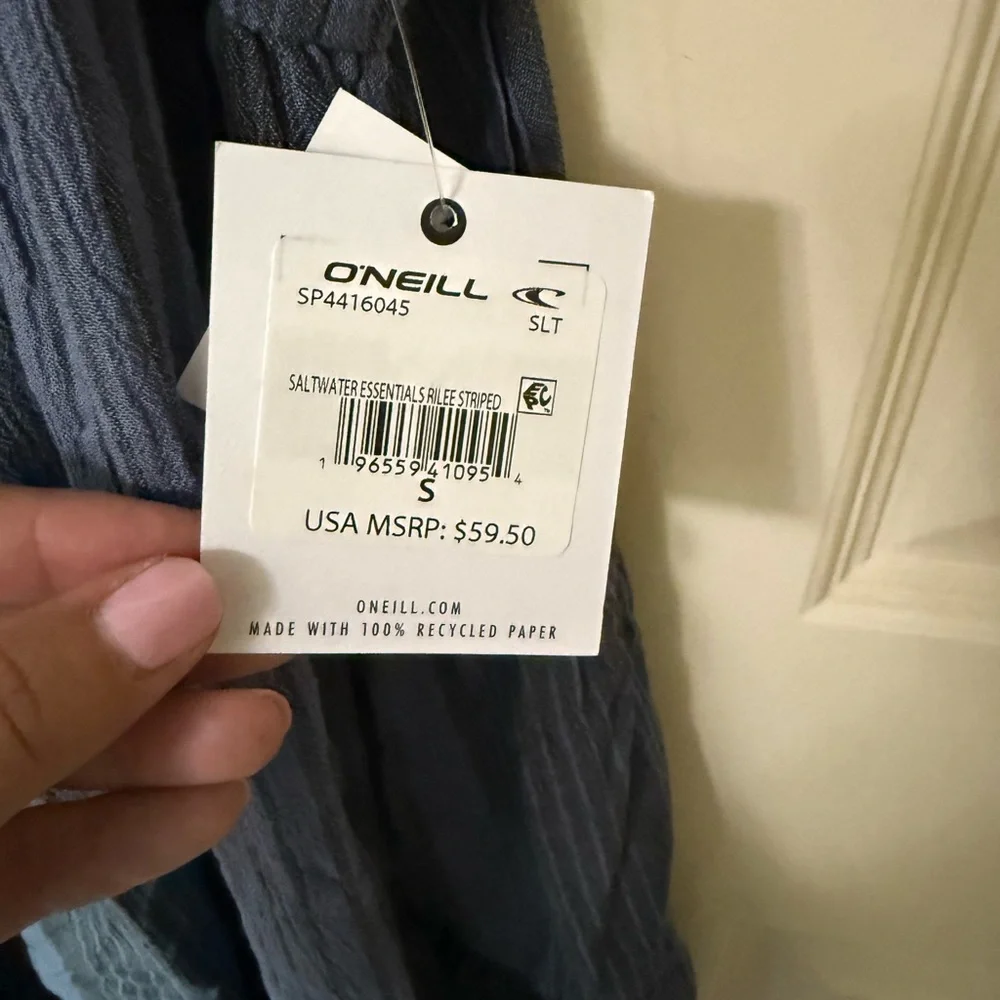 O'NEILL
SP4416045
SLT
SALTWATER ESSENTIALS RILEE STRIPED
EPC
1 96559 41095 4
S
USA MSRP: $59.50
ONEILL.COM
MADE WITH 100% RECYCLED PAPER